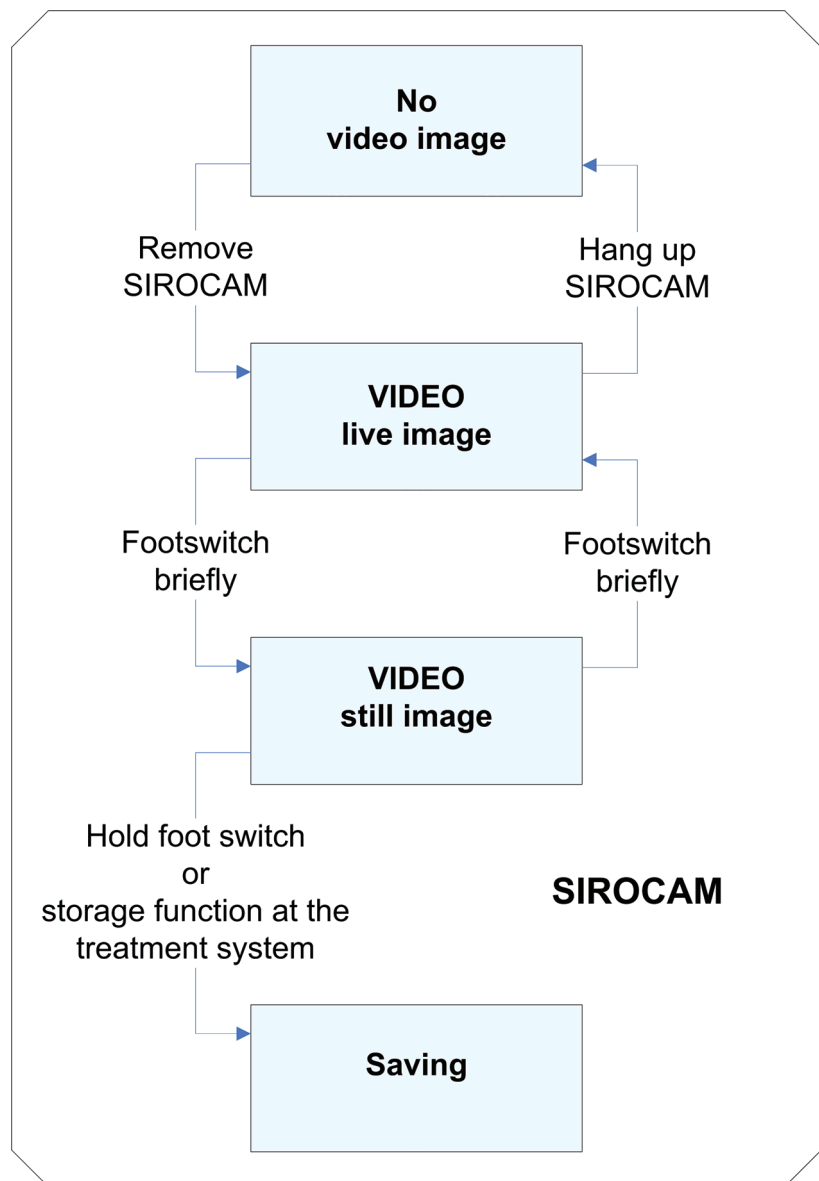 No
video image
Remove
SIROCAM
Hang up
SIROCAM
VIDEO
live image
Footswitch
briefly
Footswitch
briefly
VIDEO
still image
Hold foot switch
or
storage function at the
treatment system
SIROCAM
Saving